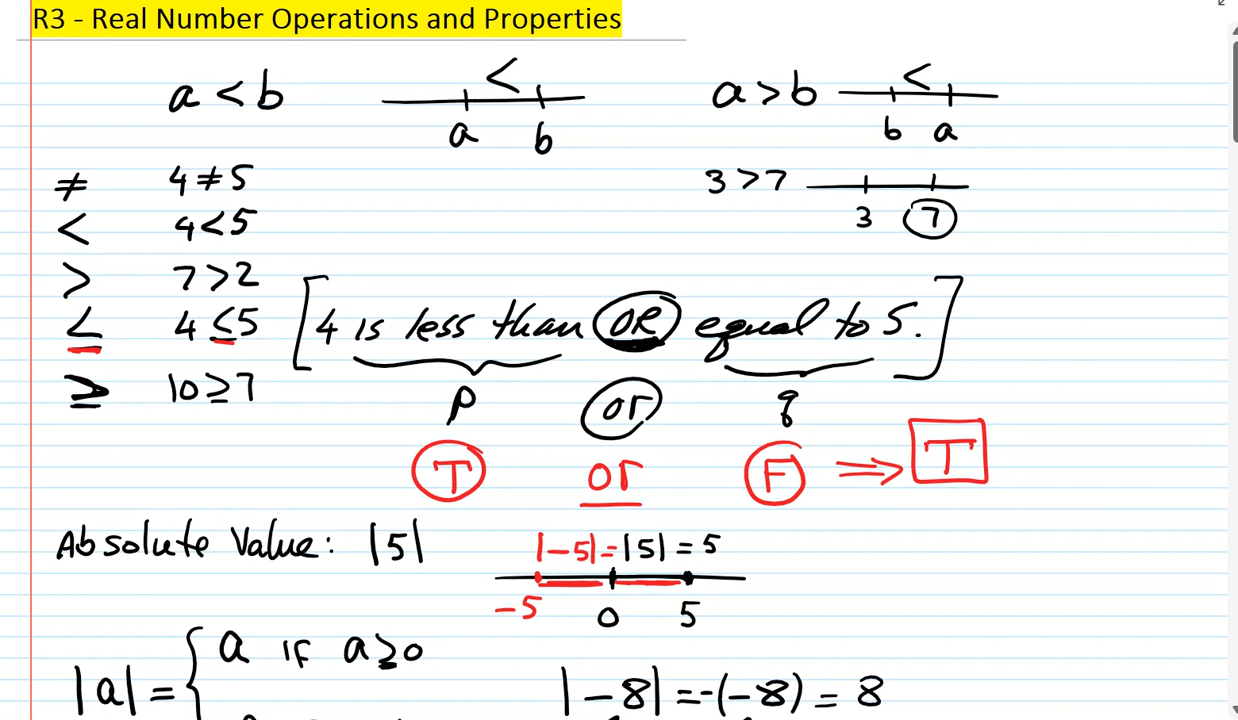 R3 - Real Number Operations and Properties
a < b < a b a > b < b a
≠ 4 ≠ 5 3 > 7 3 7
< 4 < 5
> 7 > 2
≤ 4 ≤ 5 [4 is less than OR equal to 5.]
≥ 10 ≥ 7 p or q
T or F ⇒ T
Absolute Value: |5| |-5| = |5| = 5
-5 0 5
|a| = { a if a ≥ 0
|-8| = -(-8) = 8